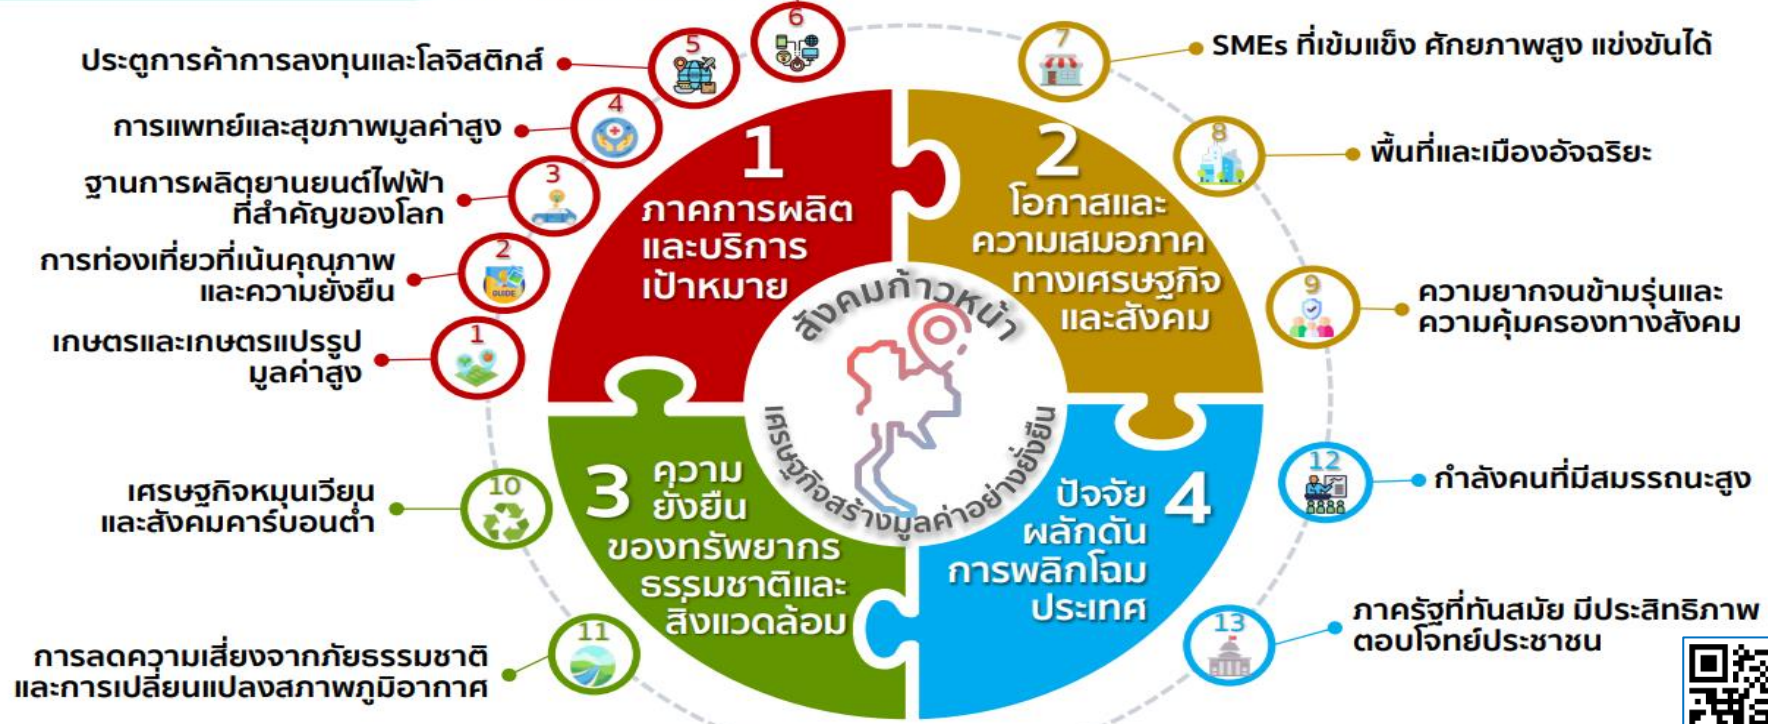 6
5
ประตูการค้าการลงทุนและโลจิสติกส์
4
การแพทย์และสุขภาพมูลค่าสูง
3
ฐานการผลิตยานยนต์ไฟฟ้า
ที่สำคัญของโลก
2
GUIDE
การท่องเที่ยวที่เน้นคุณภาพ
และความยั่งยืน
1
เกษตรและเกษตรแปรรูป
มูลค่าสูง
1
ภาคการผลิต
และบริการ
เป้าหมาย
2
โอกาสและ
ความเสมอภาค
ทางเศรษฐกิจ
และสังคม
7
SMEs ที่เข้มแข็ง ศักยภาพสูง แข่งขันได้
8
พื้นที่และเมืองอัจฉริยะ
9
ความยากจนข้ามรุ่นและ
ความคุ้มครองทางสังคม
สังคมก้าวหน้า
เศรษฐกิจสร้างมูลค่าอย่างยั่งยืน
3
ความ
ยั่งยืน
ของทรัพยากร
ธรรมชาติและ
สิ่งแวดล้อม
10
เศรษฐกิจหมุนเวียน
และสังคมคาร์บอนต่ำ
11
การลดความเสี่ยงจากภัยธรรมชาติ
และการเปลี่ยนแปลงสภาพภูมิอากาศ
4
ปัจจัย
ผลักดัน
การพลิกโฉม
ประเทศ
12
กำลังคนที่มีสมรรถนะสูง
13
ภาครัฐที่ทันสมัย มีประสิทธิภาพ
ตอบโจทย์ประชาชน